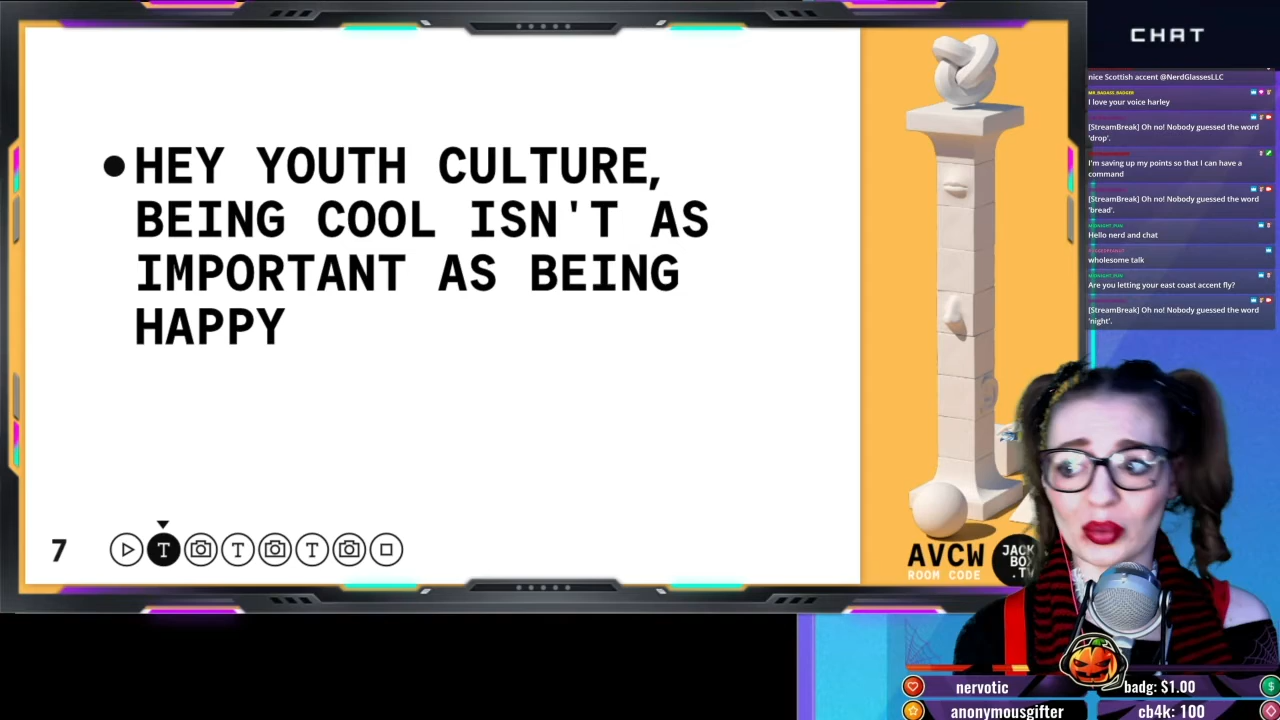 CHAT
nice Scottish accent @NerdGlassesLLC
MR_BADASS_BADGER
I love your voice harley
[StreamBreak] Oh no! Nobody guessed the word
'drop'.
I'm saving up my points so that I can have a
command
[StreamBreak] Oh no! Nobody guessed the word
'bread'.
Hello nerd and chat
wholesome talk
Are you letting your east coast accent fly?
[StreamBreak] Oh no! Nobody guessed the word
'night'.
HEY YOUTH CULTURE,
BEING COOL ISN'T AS
IMPORTANT AS BEING
HAPPY
7
T
T
T
AVCW
ROOM CODE
JACK
BO
.TV
nervotic
badg: $1.00
anonymousgifter
cb4k: 100